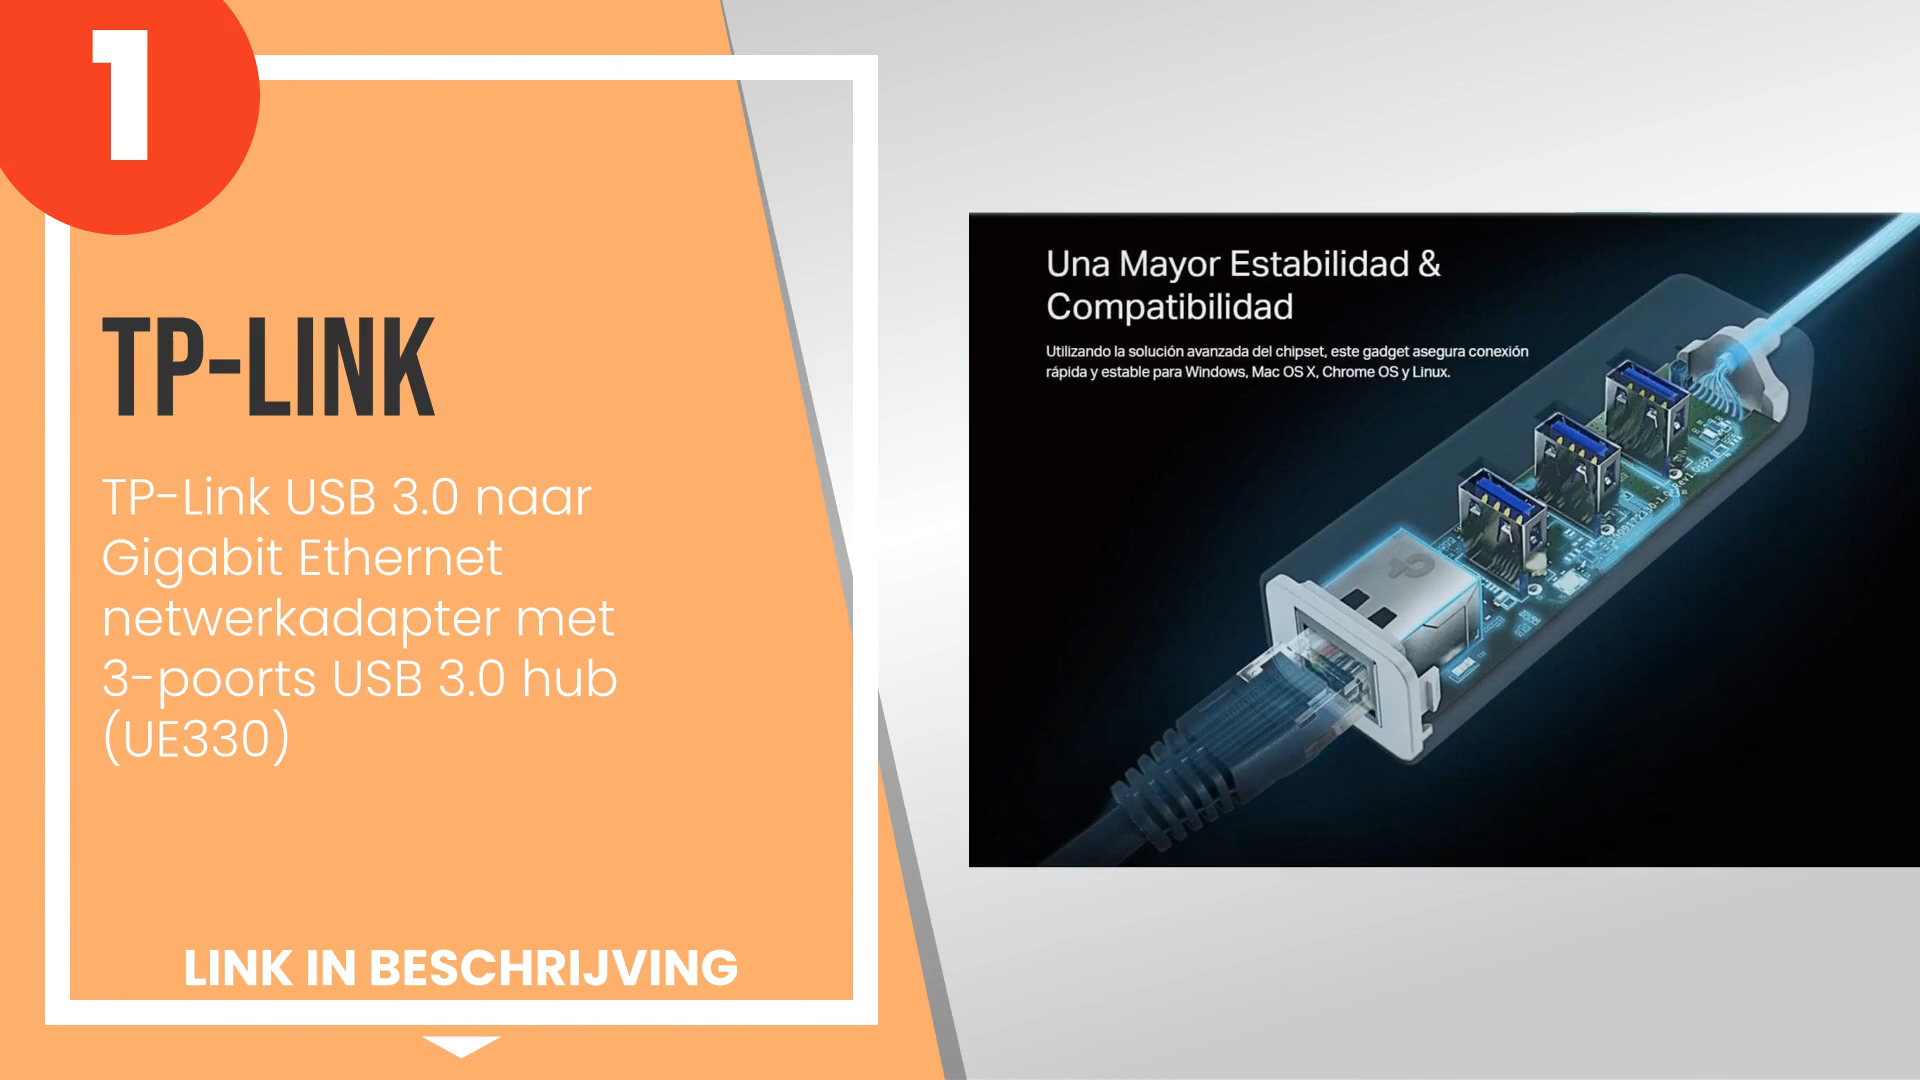 1
TP-LINK
TP-Link USB 3.0 naar
Gigabit Ethernet
netwerkadapter met
3-poorts USB 3.0 hub
(UE330)
LINK IN BESCHRIJVING
Una Mayor Estabilidad &
Compatibilidad
Utilizando la solución avanzada del chipset, este gadget asegura conexión
rápida y estable para Windows, Mac OS X, Chrome OS y Linux.